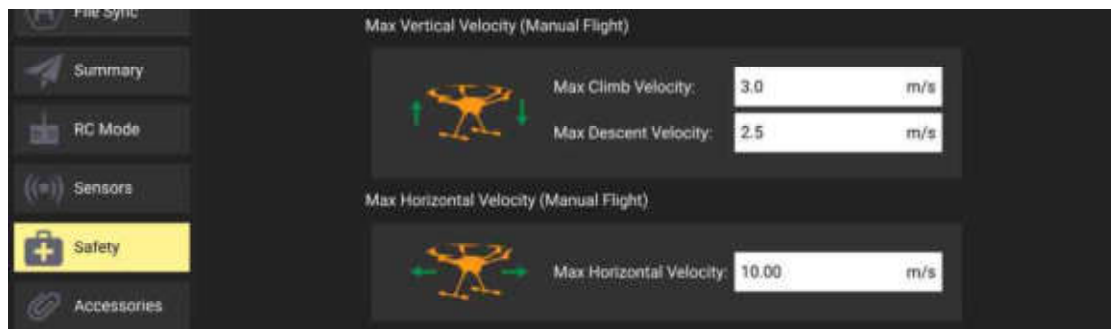 File Sync
Summary
RC Mode
Sensors
Safety
Accessories
Max Vertical Velocity (Manual Flight)
Max Climb Velocity: 3.0 m/s
Max Descent Velocity: 2.5 m/s
Max Horizontal Velocity (Manual Flight)
Max Horizontal Velocity: 10.00 m/s